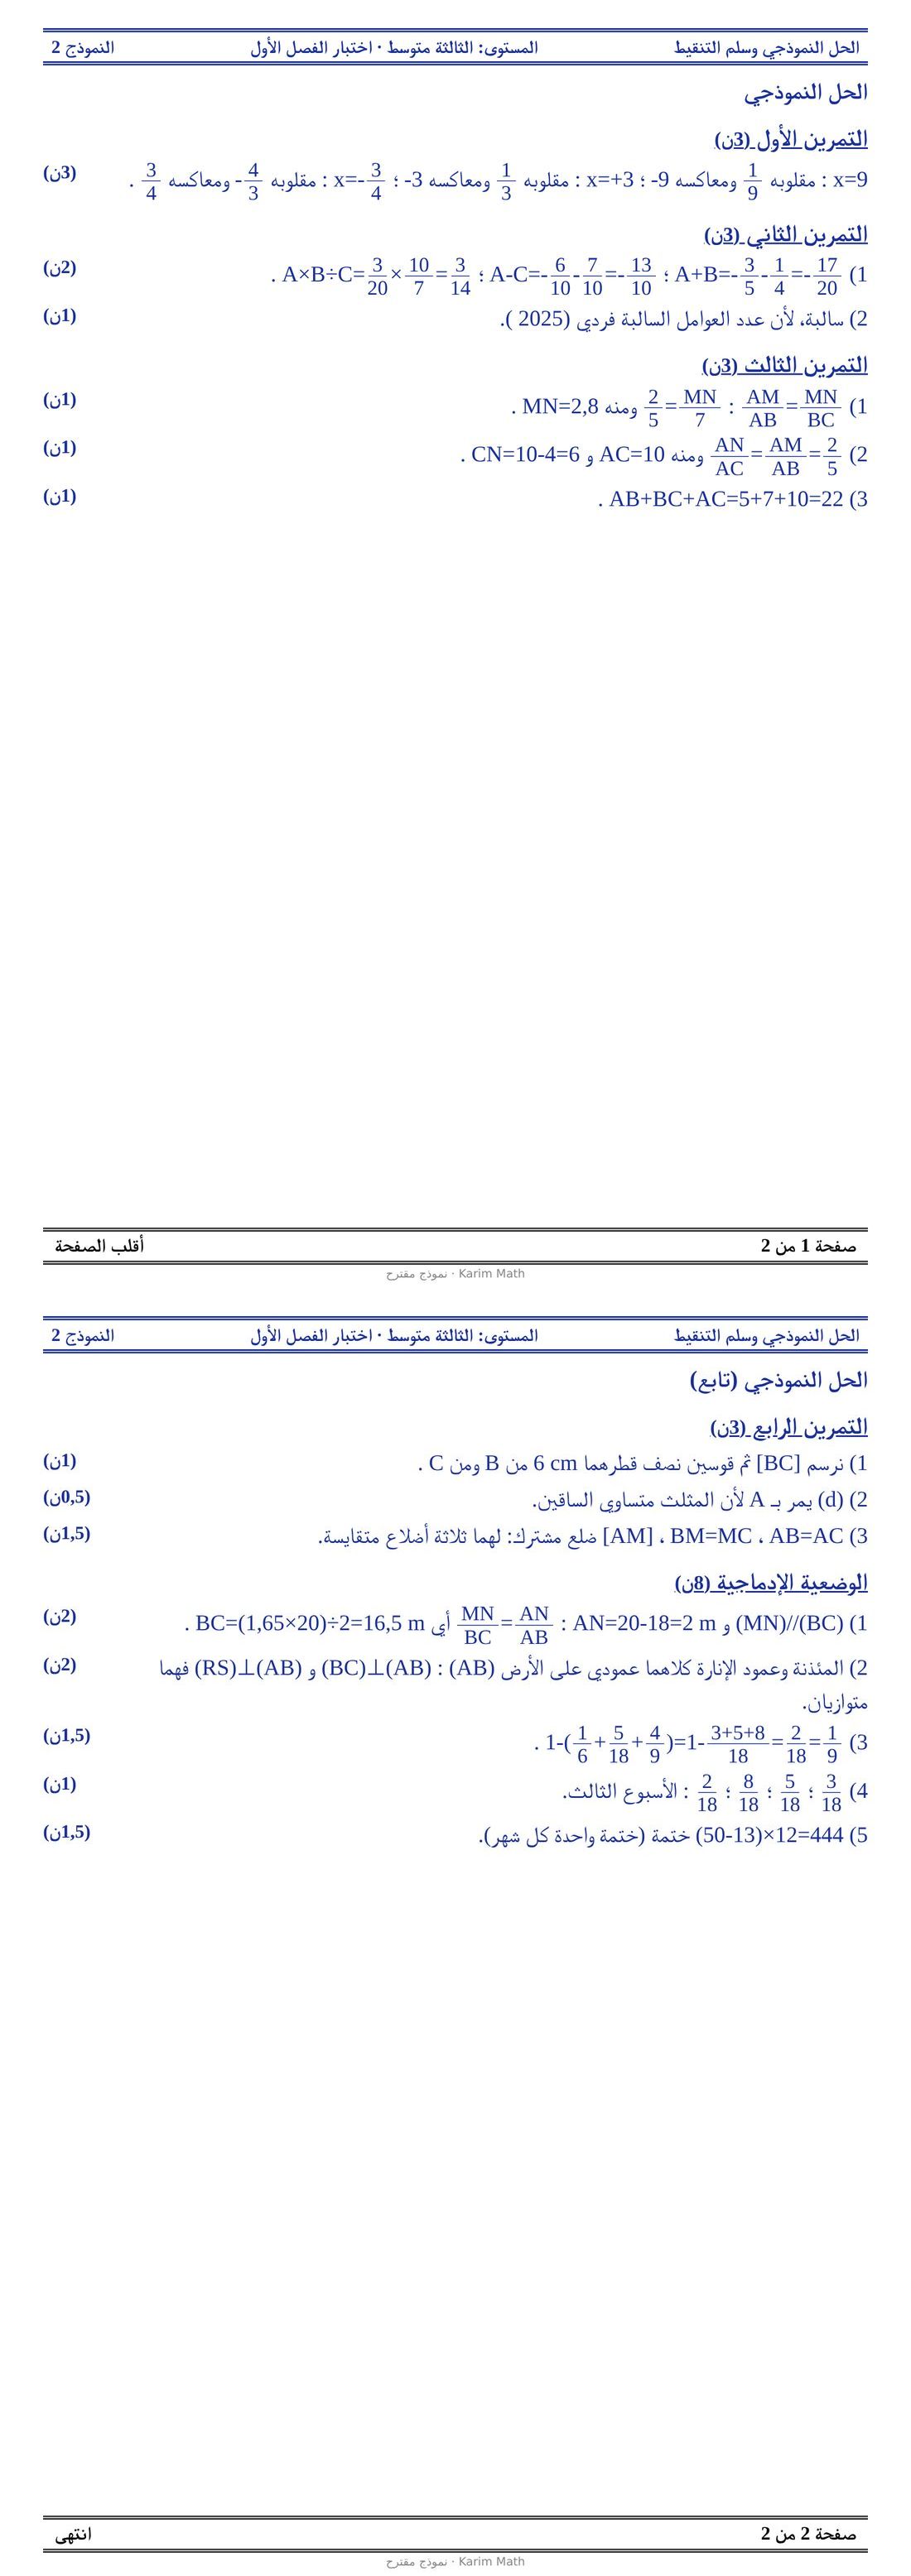 الحل النموذجي وسلم التنقيط المستوى: الثالثة متوسط · اختبار الفصل الأول النموذج 2
الحل النموذجي
التمرين الأول (3ن)
x=9 : مقلوبه 1/9 ومعاكسه 9- ؛ x=+3 : مقلوبه 1/3 ومعاكسه 3- ؛ x=-3/4 : مقلوبه 4/3- ومعاكسه 3/4 . (3ن)
التمرين الثاني (3ن)
1) A+B=-3/5-1/4=-17/20 ؛ A-C=-6/10-7/10=-13/10 ؛ A×B÷C=3/20×10/7=3/14 . (2ن)
2) سالبة، لأن عدد العوامل السالبة فردي (2025 ). (1ن)
التمرين الثالث (3ن)
1) AM/AB=MN/BC : 2/5=MN/7 ومنه MN=2,8 . (1ن)
2) AN/AC=AM/AB=2/5 ومنه AC=10 و CN=10-4=6 . (1ن)
3) AB+BC+AC=5+7+10=22 . (1ن)
صفحة 1 من 2 أقلب الصفحة
Karim Math · نموذج مقترح
الحل النموذجي وسلم التنقيط المستوى: الثالثة متوسط · اختبار الفصل الأول النموذج 2
الحل النموذجي (تابع)
التمرين الرابع (3ن)
1) نرسم [BC] ثم قوسين نصف قطرهما 6 cm من B ومن C . (1ن)
2) (d) يمر بـ A لأن المثلث متساوي الساقين. (0,5ن)
3) AB=AC ، BM=MC ، [AM] ضلع مشترك: لهما ثلاثة أضلاع متقايسة. (1,5ن)
الوضعية الإدماجية (8ن)
1) (MN)//(BC) و AN=20-18=2 m : MN/BC=AN/AB أي BC=(1,65×20)÷2=16,5 m . (2ن)
2) المئذنة وعمود الإنارة كلاهما عمودي على الأرض (AB) : (BC)⊥(AB) و (RS)⊥(AB) فهما (2ن)
متوازيان.
3) 1-(1/6+5/18+4/9)=1-3+5+8/18=2/18=1/9 . (1,5ن)
4) 3/18 ؛ 5/18 ؛ 8/18 ؛ 2/18 : الأسبوع الثالث. (1ن)
5) (50-13)×12=444 ختمة (ختمة واحدة كل شهر). (1,5ن)
صفحة 2 من 2 انتهى
Karim Math · نموذج مقترح